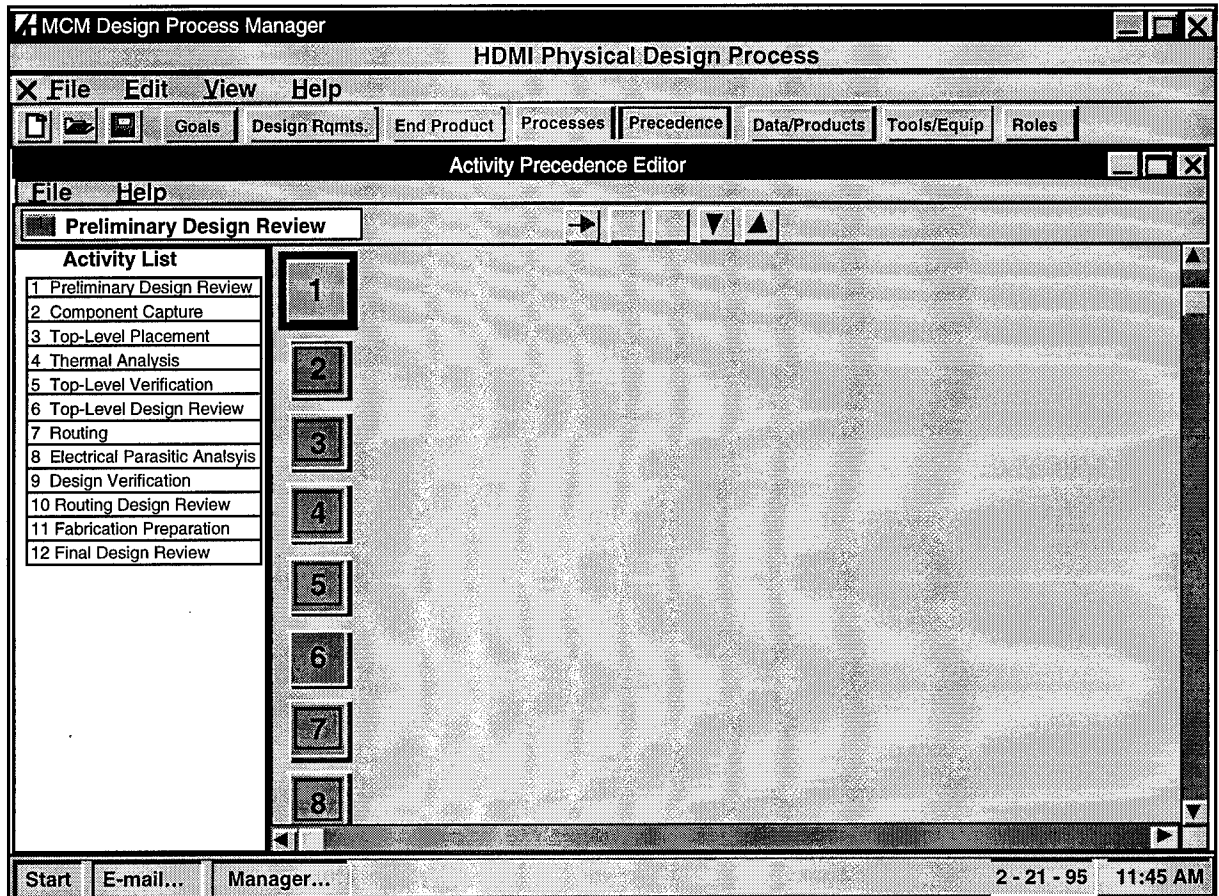 MCM Design Process Manager
HDMI Physical Design Process
File Edit View Help
Goals Design Rqmts. End Product Processes Precedence Data/Products Tools/Equip Roles
Activity Precedence Editor
File Help
Preliminary Design Review
Activity List
1 Preliminary Design Review
2 Component Capture
3 Top-Level Placement
4 Thermal Analysis
5 Top-Level Verification
6 Top-Level Design Review
7 Routing
8 Electrical Parasitic Analsyis
9 Design Verification
10 Routing Design Review
11 Fabrication Preparation
12 Final Design Review
1
2
3
4
5
6
7
8
Start E-mail... Manager... 2 - 21 - 95 11:45 AM